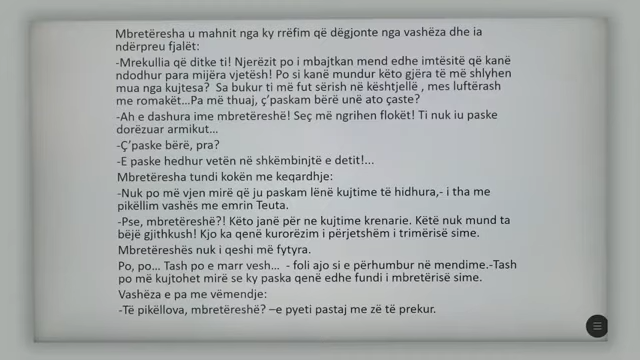 Mbretëresha u mahnit nga ky rrëfim që dëgjonte nga vashëza dhe ia
ndërpreu fjalët:
-Mrekullia që ditke ti! Njerëzit po i mbajtkan mend edhe imtësitë që kanë
ndodhur para mijëra vjetësh! Po si kanë mundur këto gjëra të më shlyhen
mua nga kujtesa?  Sa bukur ti më fut sërish në kështjellë , mes luftërash
me romakët...Pa më thuaj, ç’paskam bërë unë ato çaste?
-Ah e dashura ime mbretëreshë! Seç më ngrihen flokët! Ti nuk iu paske
dorëzuar armikut...
-Ç’paske bërë, pra?
-E paske hedhur vetën në shkëmbinjtë e detit!...
Mbretëresha tundi kokën me keqardhje:
-Nuk po më vjen mirë që ju paskam lënë kujtime të hidhura,- i tha me
pikëllim vashës me emrin Teuta.
-Pse, mbretëreshë?! Këto janë për ne kujtime krenarie. Këtë nuk mund ta
bëjë gjithkush! Kjo ka qenë kurorëzim i përjetshëm i trimërisë sime.
Mbretëreshës nuk i qeshi më fytyra.
Po, po... Tash po e marr vesh...  - foli ajo si e përhumbur në mendime.-Tash
po më kujtohet mirë se ky paska qenë edhe fundi i mbretërisë sime.
Vashëza e pa me vëmendje:
-Të pikëllova, mbretëreshë? –e pyeti pastaj me zë të prekur.